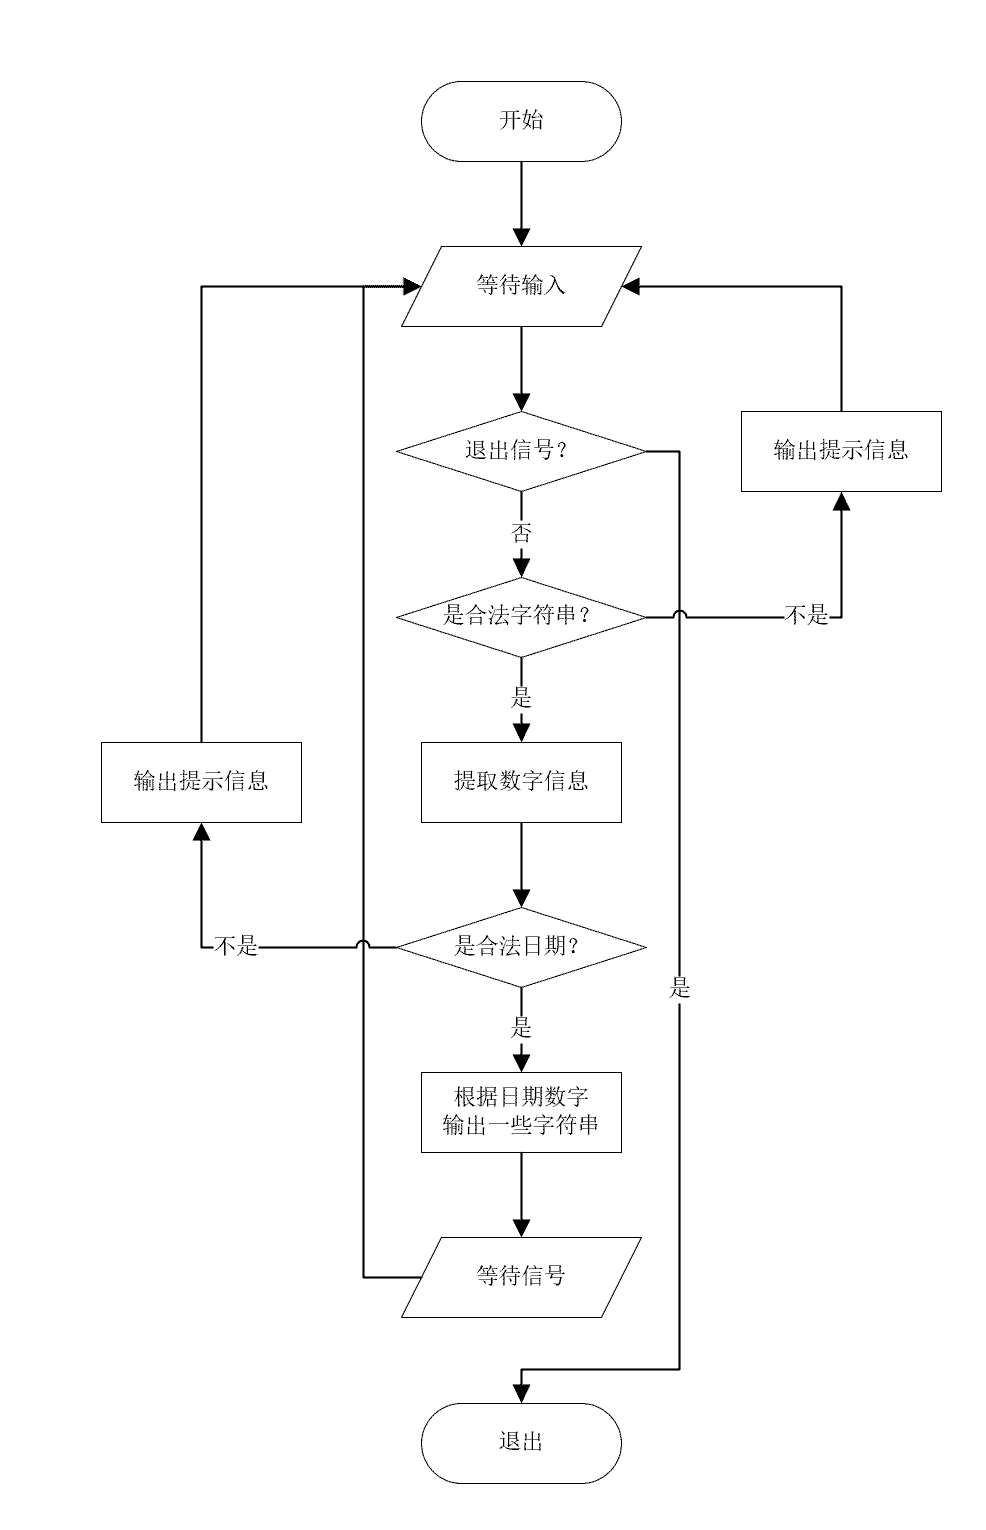 开始
等待输入
退出信号？
输出提示信息
否
是合法字符串？
不是
是
输出提示信息
提取数字信息
不是
是合法日期？
是
是
根据日期数字
输出一些字符串
等待信号
退出